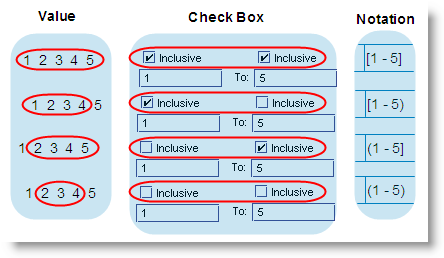 Value Check Box Notation
1 2 3 4 5 Inclusive Inclusive [1 - 5]
1 To: 5
1 2 3 4 5 Inclusive Inclusive [1 - 5)
1 To: 5
1 2 3 4 5 Inclusive Inclusive (1 - 5]
1 To: 5
1 2 3 4 5 Inclusive Inclusive (1 - 5)
1 To: 5